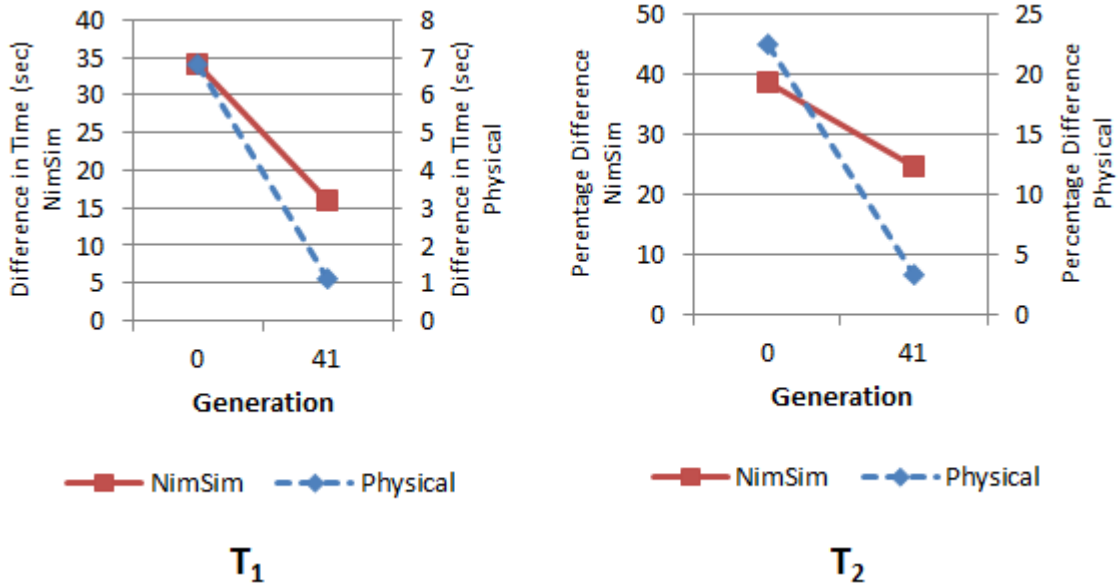 Difference in Time (sec)
NimSim
40
35
30
25
20
15
10
5
0
8
7
6
5
4
3
2
1
0
Difference in Time (sec)
Physical
0 41
Generation
NimSim Physical
T₁
Percentage Difference
NimSim
50
40
30
20
10
0
25
20
15
10
5
0
Percentage Difference
Physical
0 41
Generation
NimSim Physical
T₂